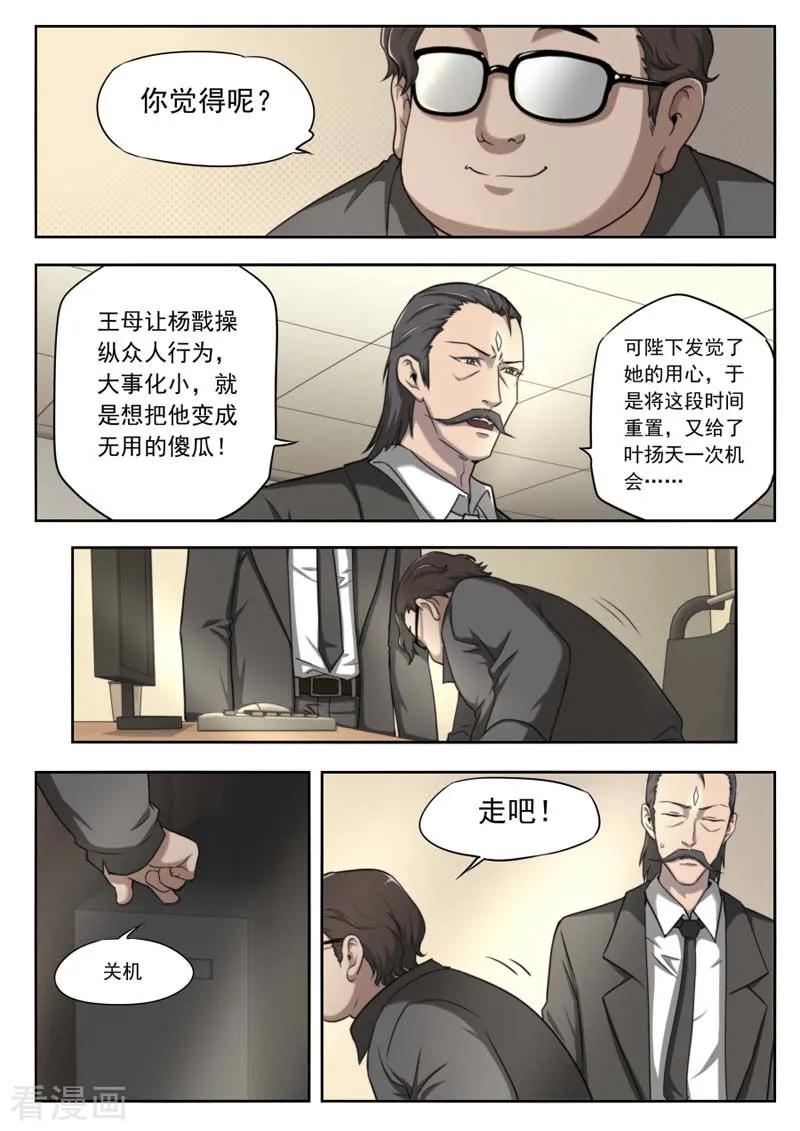 你觉得呢？
王母让杨戬操
纵众人行为，
大事化小，就
是想把他变成
无用的傻瓜！
可陛下发觉了
她的用心，于
是将这段时间
重置，又给了
叶扬天一次机
会……
关机
走吧！
看漫画